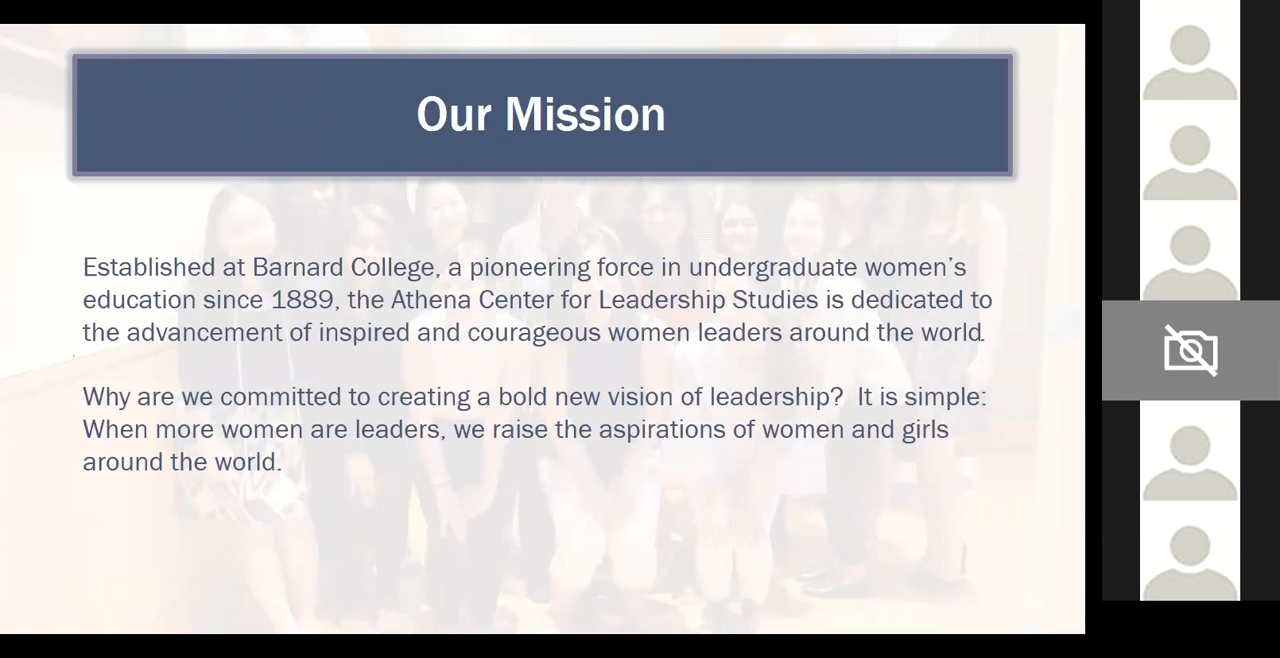 Our Mission
Established at Barnard College, a pioneering force in undergraduate women’s
education since 1889, the Athena Center for Leadership Studies is dedicated to
the advancement of inspired and courageous women leaders around the world.
Why are we committed to creating a bold new vision of leadership?  It is simple:
When more women are leaders, we raise the aspirations of women and girls
around the world.